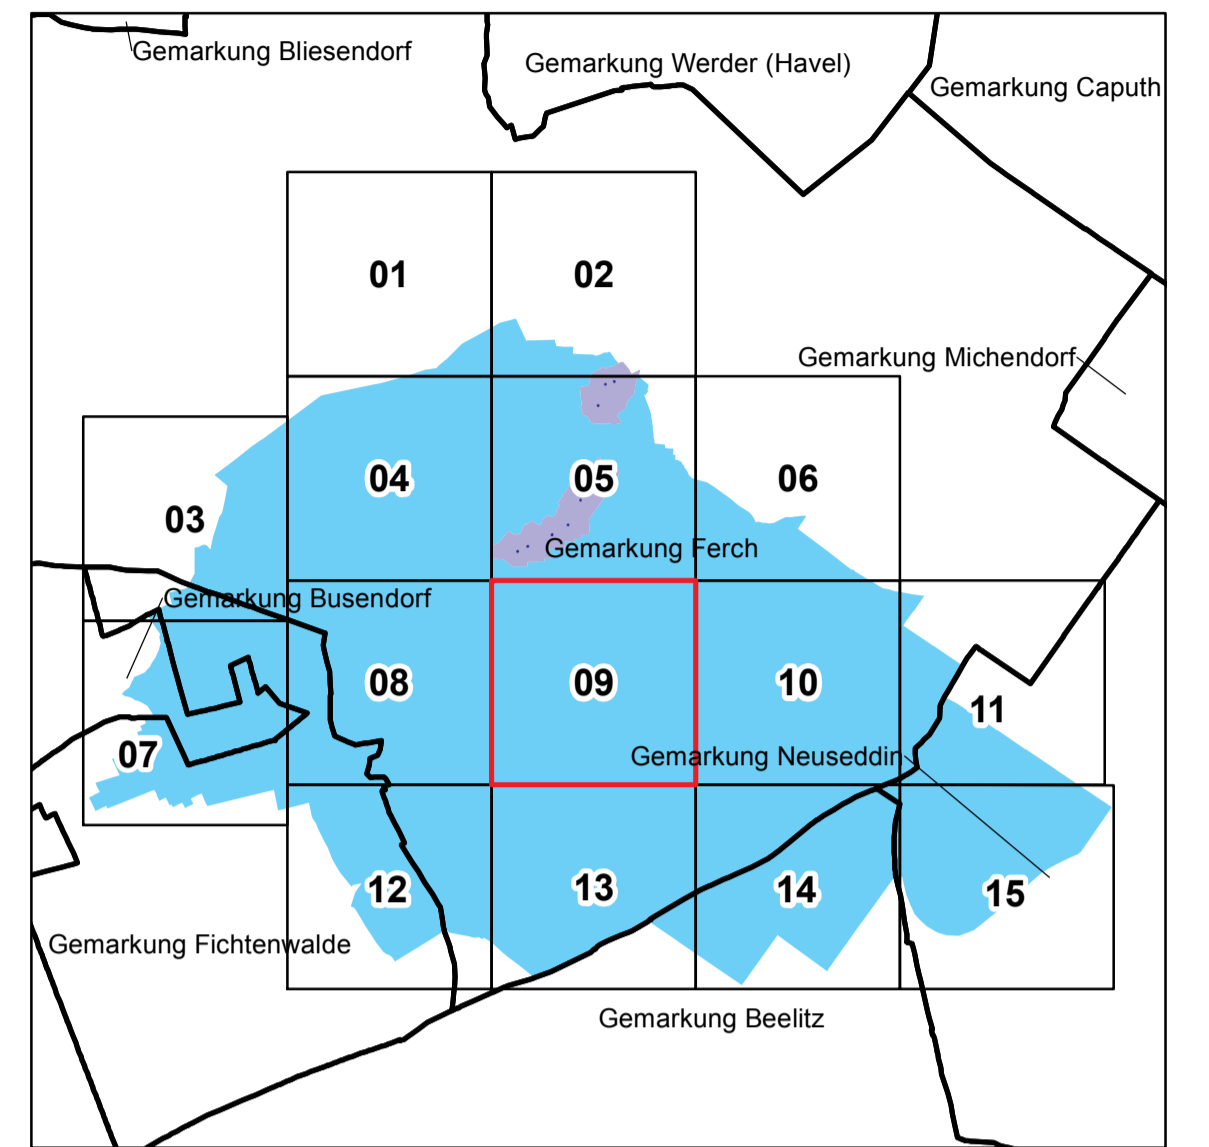 Gemarkung Bliesendorf
Gemarkung Werder (Havel)
Gemarkung Caputh
01
02
Gemarkung Michendorf
03
04
05
06
Gemarkung Ferch
Gemarkung Busendorf
07
08
09
10
11
Gemarkung Neuseddin
12
13
14
15
Gemarkung Fichtenwalde
Gemarkung Beelitz